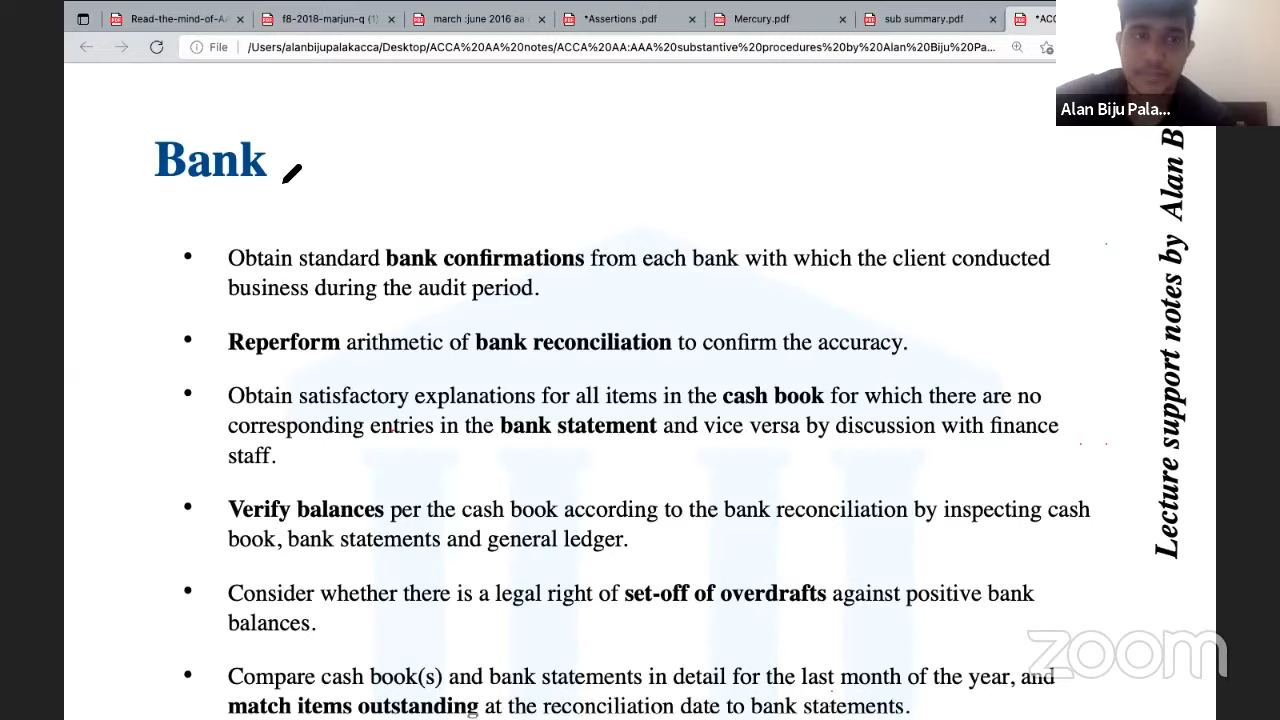 Read-the-mind-of-A
f8-2018-marjun-q (1)
march :june 2016 aa
*Assertions .pdf
Mercury.pdf
sub summary.pdf
*ACC
File
/Users/alanbijupalakacca/Desktop/ACCA%20AA%20notes/ACCA%20AA:AAA%20substantive%20procedures%20by%20Alan%20Biju%20Pa...
Alan Biju Pala...
Bank
Lecture support notes by Alan B
• Obtain standard bank confirmations from each bank with which the client conducted
business during the audit period.
• Reperform arithmetic of bank reconciliation to confirm the accuracy.
• Obtain satisfactory explanations for all items in the cash book for which there are no
corresponding entries in the bank statement and vice versa by discussion with finance
staff.
• Verify balances per the cash book according to the bank reconciliation by inspecting cash
book, bank statements and general ledger.
• Consider whether there is a legal right of set-off of overdrafts against positive bank
balances.
• Compare cash book(s) and bank statements in detail for the last month of the year, and
match items outstanding at the reconciliation date to bank statements.
zoom